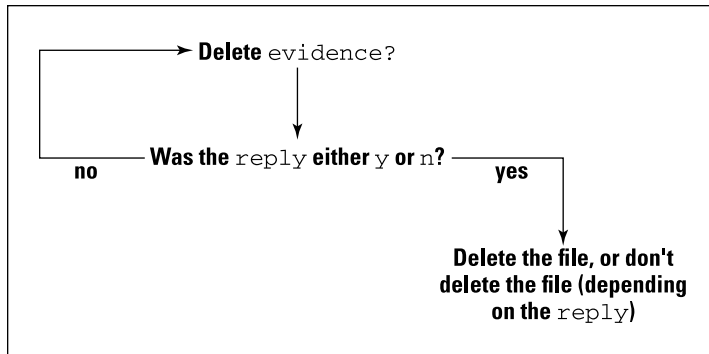 Delete evidence?
Was the reply either y or n?
no
yes
Delete the file, or don't
delete the file (depending
on the reply)